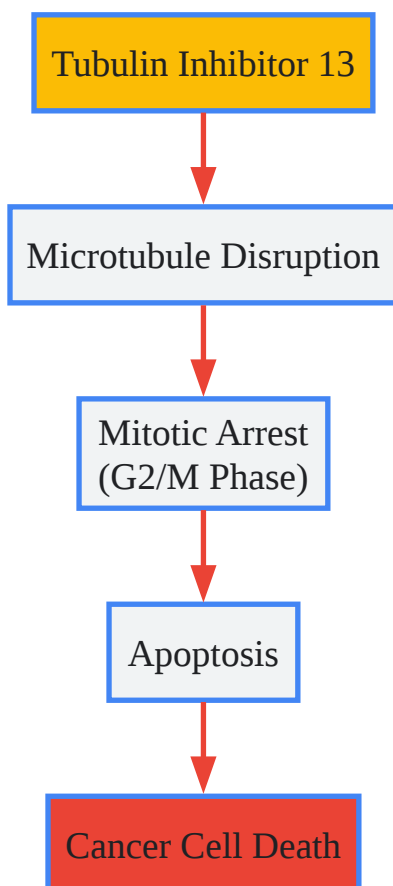 Tubulin Inhibitor 13
Microtubule Disruption
Mitotic Arrest
(G2/M Phase)
Apoptosis
Cancer Cell Death